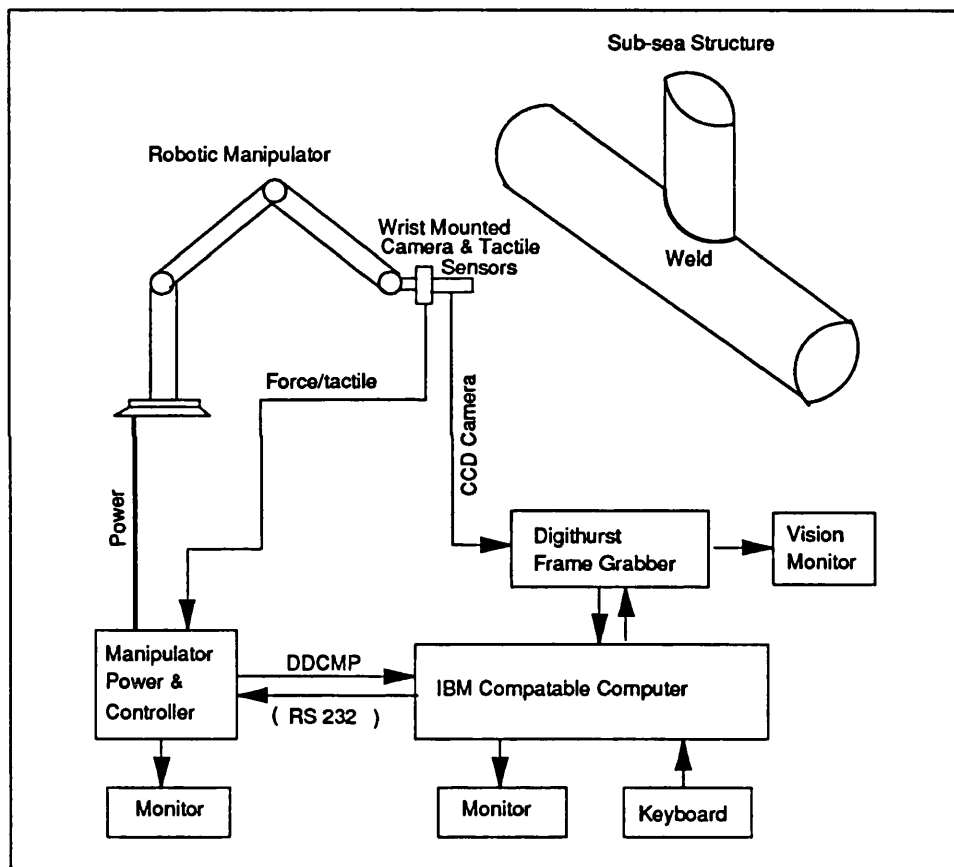 Sub-sea Structure
Robotic Manipulator
Wrist Mounted
Camera & Tactile
Sensors
Weld
Force/tactile
CCD Camera
Power
Digithurst
Frame Grabber
Vision
Monitor
Manipulator
Power &
Controller
DDCMP
( RS 232 )
IBM Compatable Computer
Monitor
Monitor
Keyboard